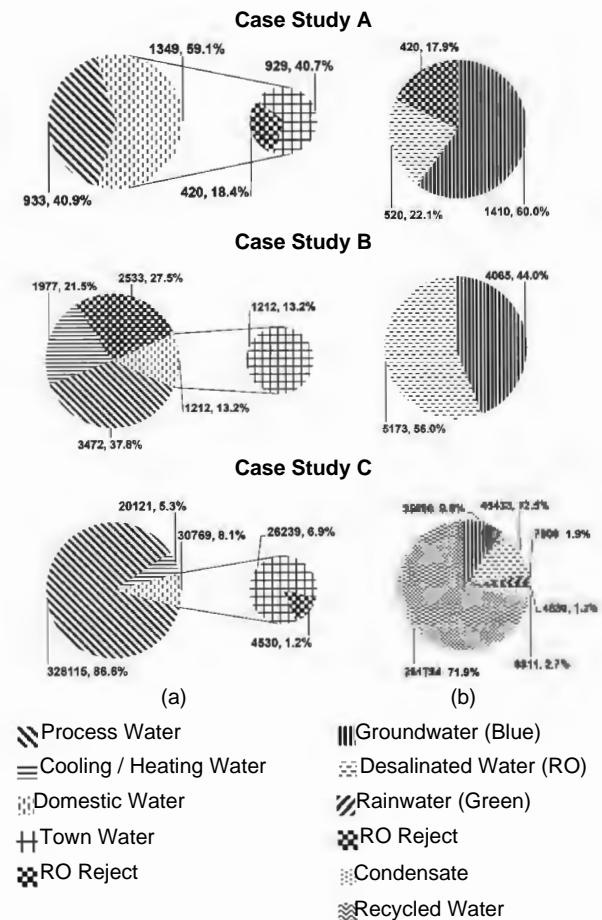 Case Study A
1349, 59.1%
929, 40.7%
420, 17.9%
933, 40.9%
420, 18.4%
520, 22.1%
1410, 60.0%
Case Study B
1977, 21.5%
2533, 27.5%
1212, 13.2%
4065, 44.0%
1212, 13.2%
3472, 37.8%
5173, 56.0%
Case Study C
20121, 5.3%
30769, 8.1%
26239, 6.9%
1.9%
4530, 1.2%
328115, 86.6%
2.7%
71.9%
(a)
(b)
Process Water
Groundwater (Blue)
Cooling / Heating Water
Desalinated Water (RO)
Domestic Water
Rainwater (Green)
Town Water
RO Reject
RO Reject
Condensate
Recycled Water